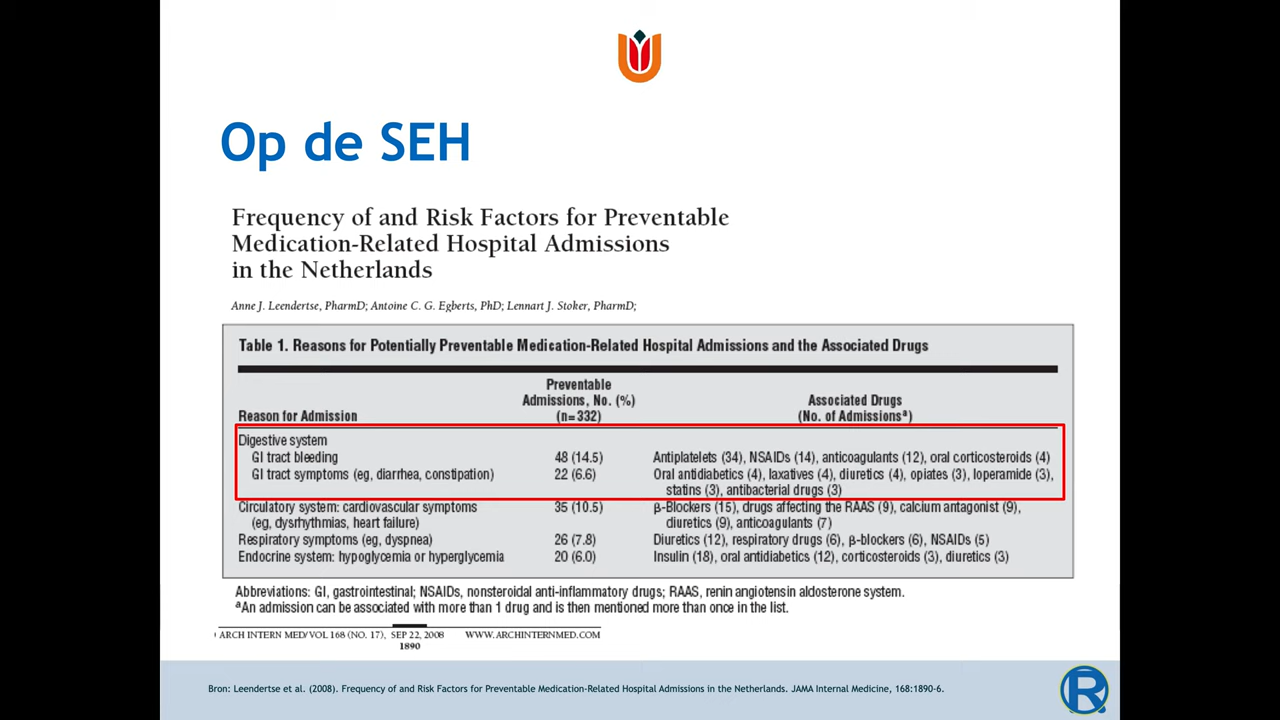 Op de SEH
Frequency of and Risk Factors for Preventable
Medication-Related Hospital Admissions
in the Netherlands
Anne J. Leendertse, PharmD; Antoine C. G. Egberts, PhD; Lennart J. Stoker, PharmD;
Table 1. Reasons for Potentially Preventable Medication-Related Hospital Admissions and the Associated Drugs
Reason for Admission Preventable Admissions, No. (%) (n=332) Associated Drugs (No. of Admissionsª)
Digestive system
GI tract bleeding 48 (14.5) Antiplatelets (34), NSAIDs (14), anticoagulants (12), oral corticosteroids (4)
GI tract symptoms (eg, diarrhea, constipation) 22 (6.6) Oral antidiabetics (4), laxatives (4), diuretics (4), opiates (3), loperamide (3),
statins (3), antibacterial drugs (3)
Circulatory system: cardiovascular symptoms 35 (10.5) β-Blockers (15), drugs affecting the RAAS (9), calcium antagonist (9),
(eg, dysrhythmias, heart failure) diuretics (9), anticoagulants (7)
Respiratory symptoms (eg, dyspnea) 26 (7.8) Diuretics (12), respiratory drugs (6), β-blockers (6), NSAIDs (5)
Endocrine system: hypoglycemia or hyperglycemia 20 (6.0) Insulin (18), oral antidiabetics (12), corticosteroids (3), diuretics (3)
Abbreviations: GI, gastrointestinal; NSAIDs, nonsteroidal anti-inflammatory drugs; RAAS, renin angiotensin aldosterone system.
ªAn admission can be associated with more than 1 drug and is then mentioned more than once in the list.
ARCH INTERN MED/VOL 168 (NO. 17), SEP 22, 2008 WWW.ARCHINTERNMED.COM
1890
Bron: Leendertse et al. (2008). Frequency of and Risk Factors for Preventable Medication-Related Hospital Admissions in the Netherlands. JAMA Internal Medicine, 168:1890-6.
R